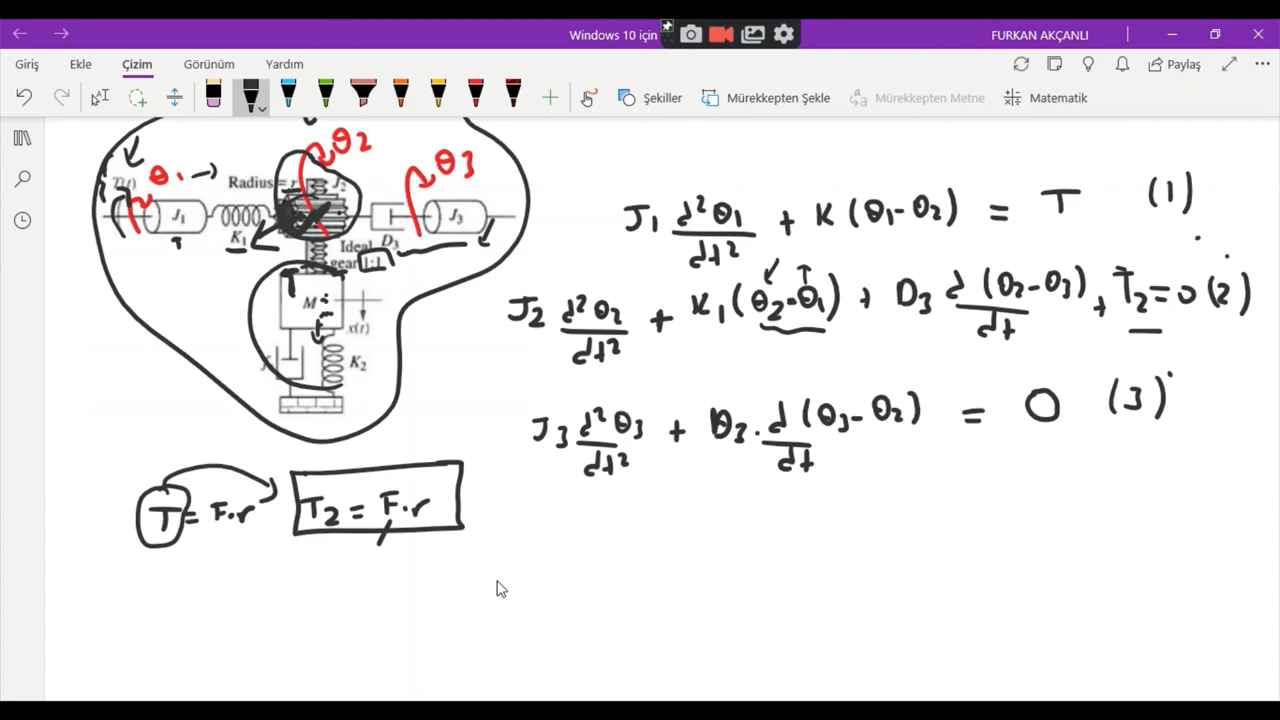 Windows 10 için
FURKAN AKÇANLI
Giriş Ekle Çizim Görünüm Yardım
Paylaş
Şekiller Mürekkepten Şekle Mürekkepten Metne Matematik
θ2
θ1
θ3
T(t)
Radius = r
J2
J1
J3
K1
D3
Ideal
gear 1:1
M
x(t)
K2
J1 d²θ1/dt² + K(θ1-θ2) = T (1)
J2 d²θ2/dt² + K1(θ2-θ1) + D3 d(θ2-θ3)/dt + T2 = 0 (2)
J3 d²θ3/dt² + D3. d(θ3-θ2)/dt = 0 (3)
T = F.r T2 = F.r